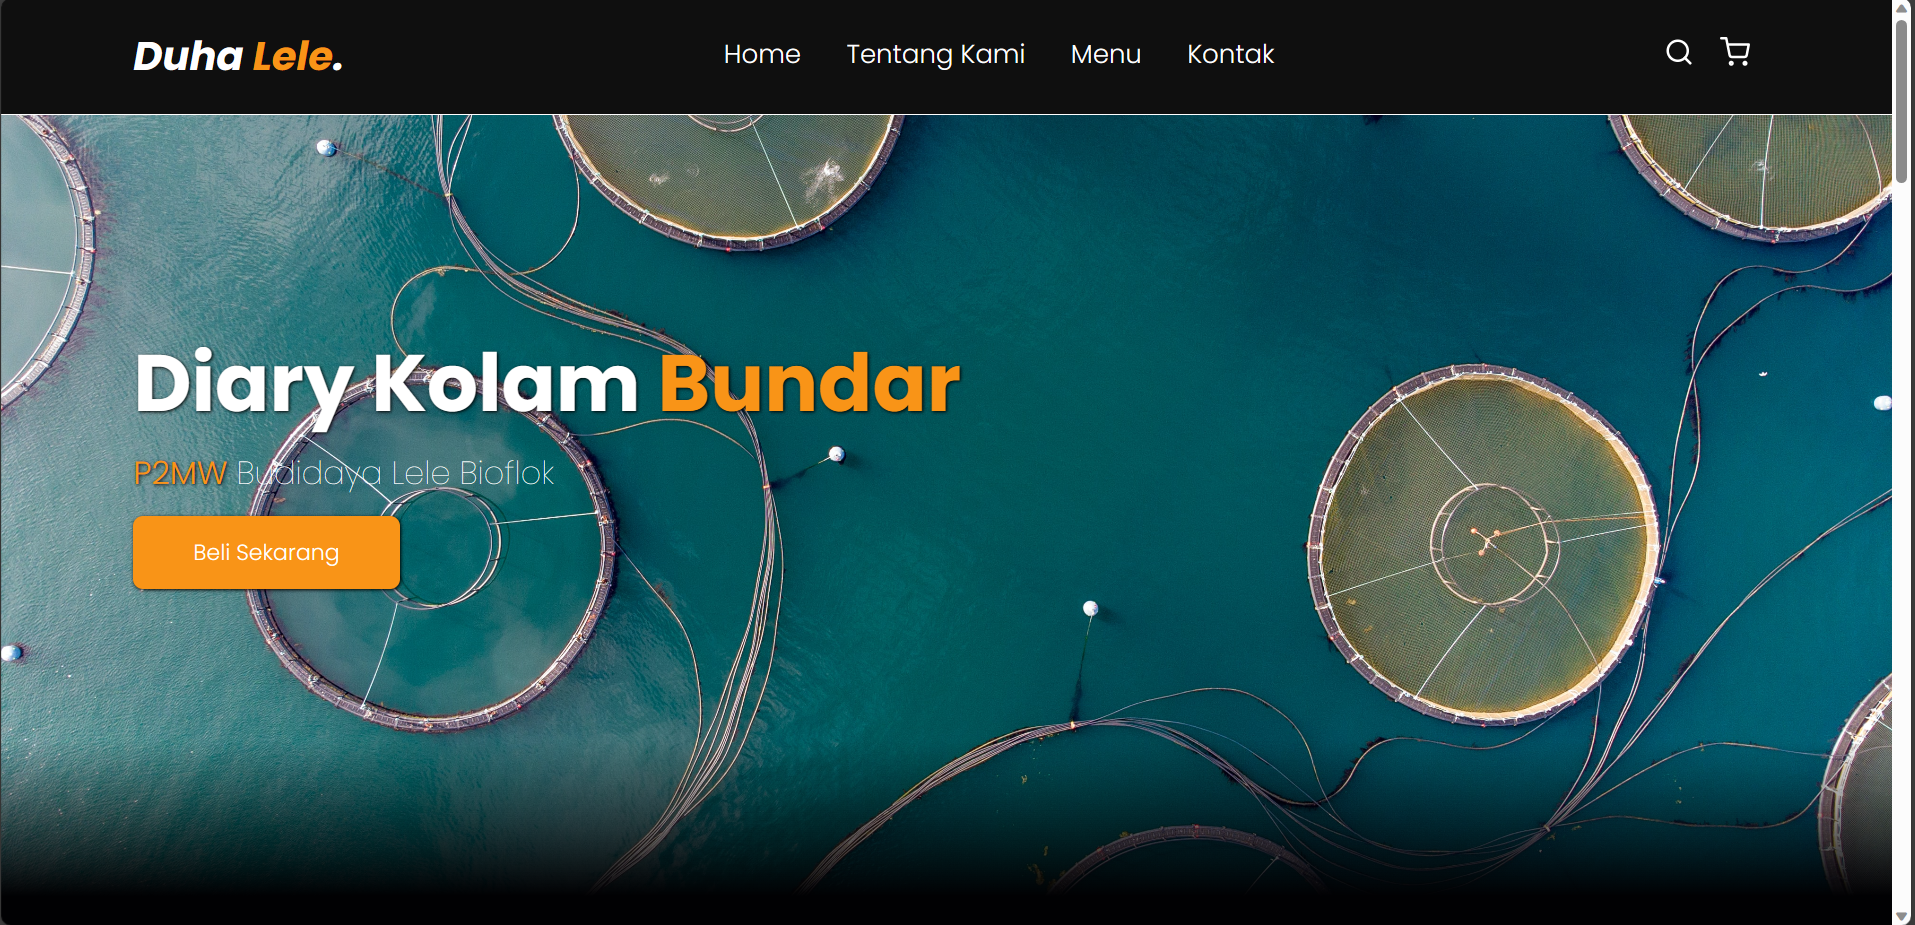 Duha Lele.
Home Tentang Kami Menu Kontak
Diary Kolam Bundar
P2MW Budidaya Lele Bioflok
Beli Sekarang